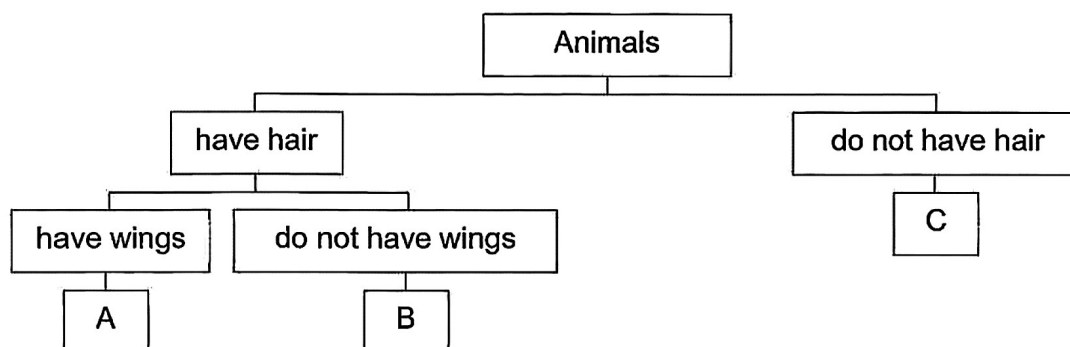 Animals
have hair
do not have hair
have wings
do not have wings
C
A
B